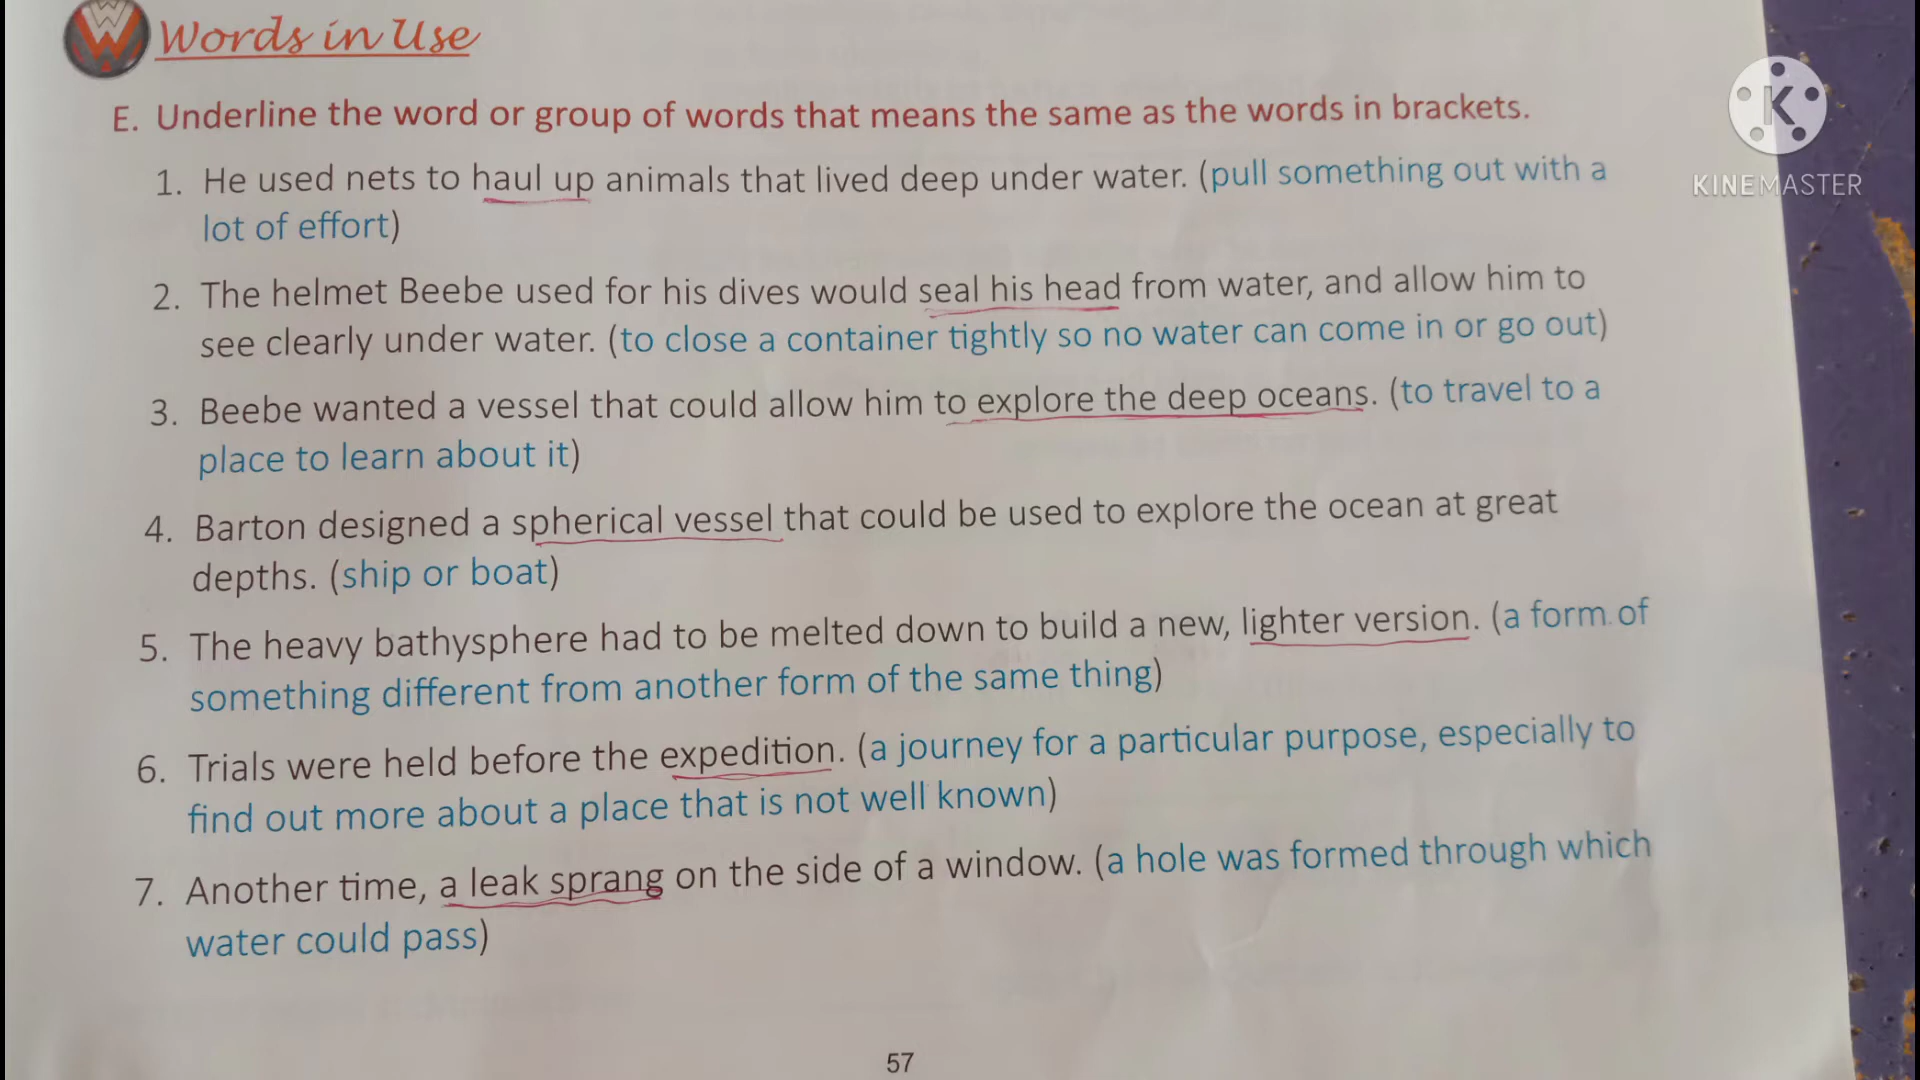 Words in Use
E. Underline the word or group of words that means the same as the words in brackets.
KINEMASTER
1. He used nets to haul up animals that lived deep under water. (pull something out with a
lot of effort)
2. The helmet Beebe used for his dives would seal his head from water, and allow him to
see clearly under water. (to close a container tightly so no water can come in or go out)
3. Beebe wanted a vessel that could allow him to explore the deep oceans. (to travel to a
place to learn about it)
4. Barton designed a spherical vessel that could be used to explore the ocean at great
depths. (ship or boat)
5. The heavy bathysphere had to be melted down to build a new, lighter version. (a form of
something different from another form of the same thing)
6. Trials were held before the expedition. (a journey for a particular purpose, especially to
find out more about a place that is not well known)
7. Another time, a leak sprang on the side of a window. (a hole was formed through which
water could pass)
57